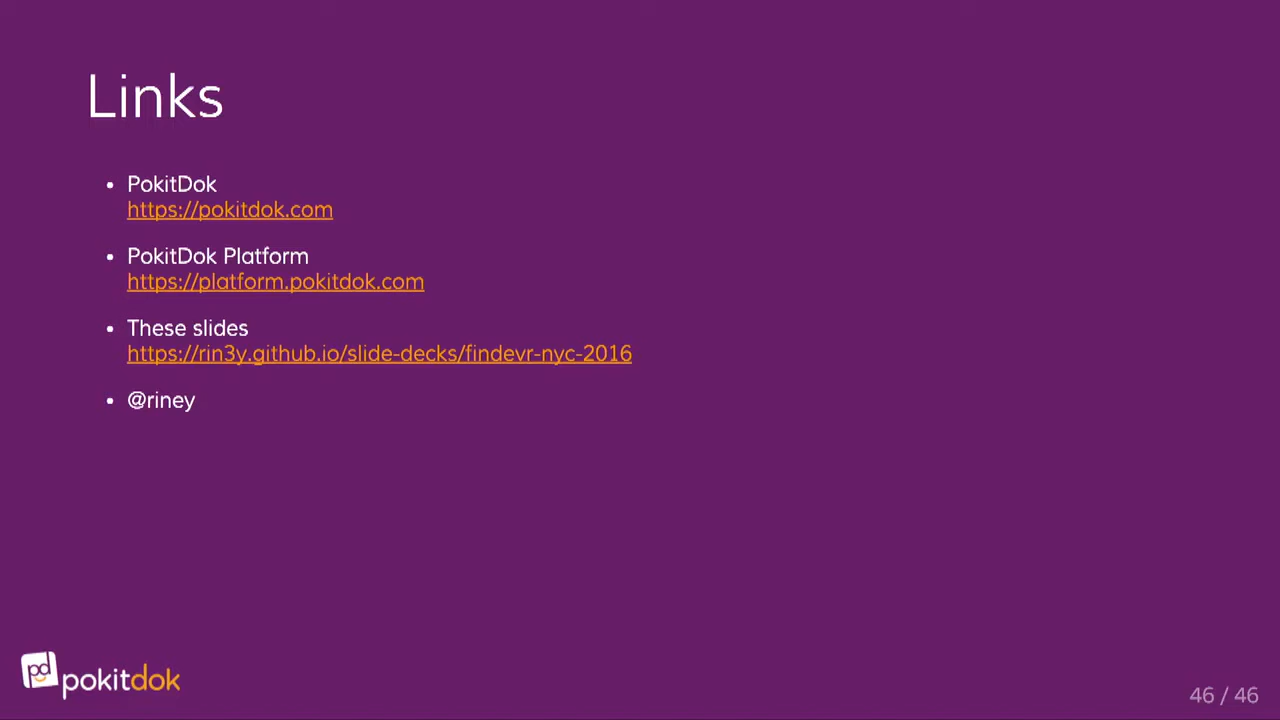 Links
• PokitDok
https://pokitdok.com
• PokitDok Platform
https://platform.pokitdok.com
• These slides
https://rin3y.github.io/slide-decks/findevr-nyc-2016
• @riney
pd
pokitdok
46 / 46